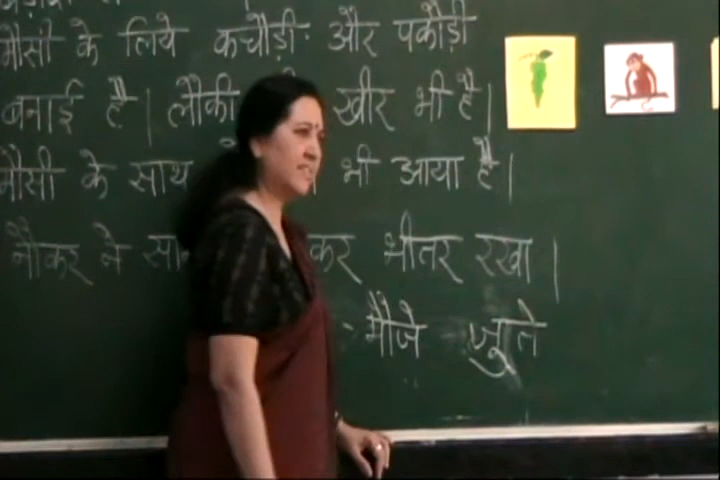 मौसी के लिये कचौड़ी और पकौड़ी
बनाई है। लौकी खीर भी है।
मौसी के साथ भी आया है।
नौकर ने कर भीतर रखा।
मौजे जुते